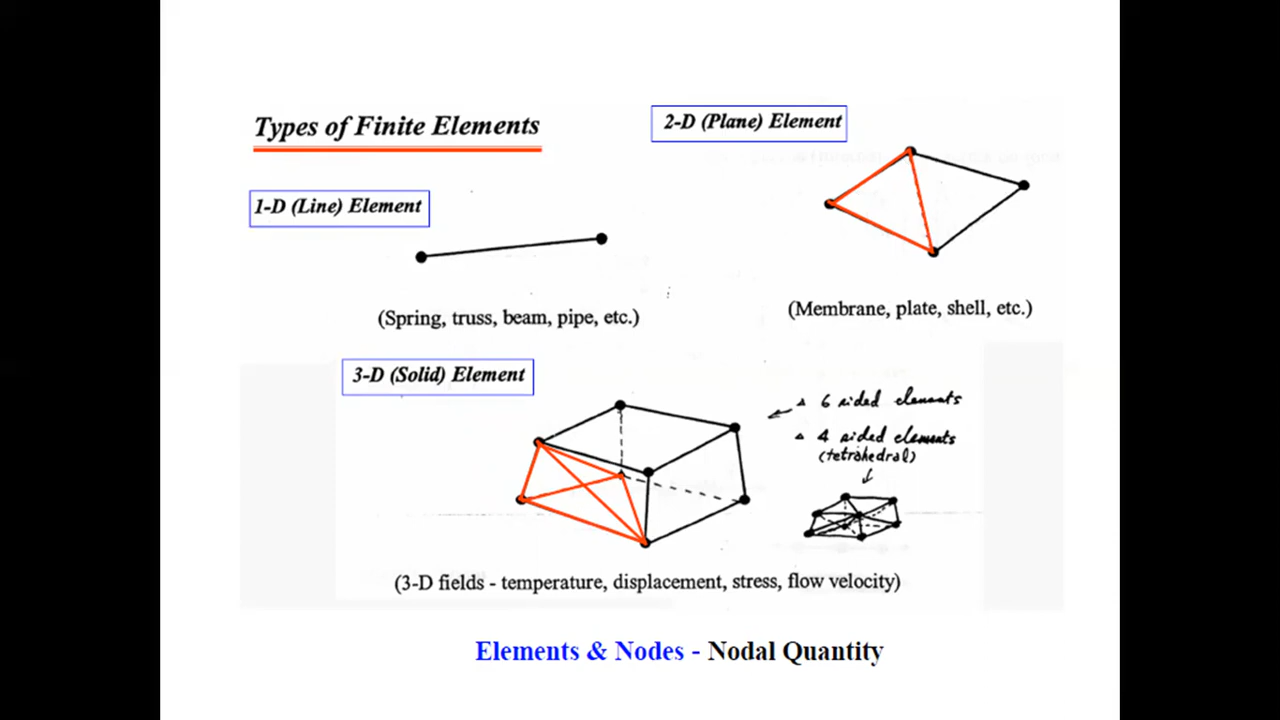 Types of Finite Elements
2-D (Plane) Element
1-D (Line) Element
(Spring, truss, beam, pipe, etc.)
(Membrane, plate, shell, etc.)
3-D (Solid) Element
6 sided elements
4 sided elements
(tetrahedral)
(3-D fields - temperature, displacement, stress, flow velocity)
Elements & Nodes - Nodal Quantity